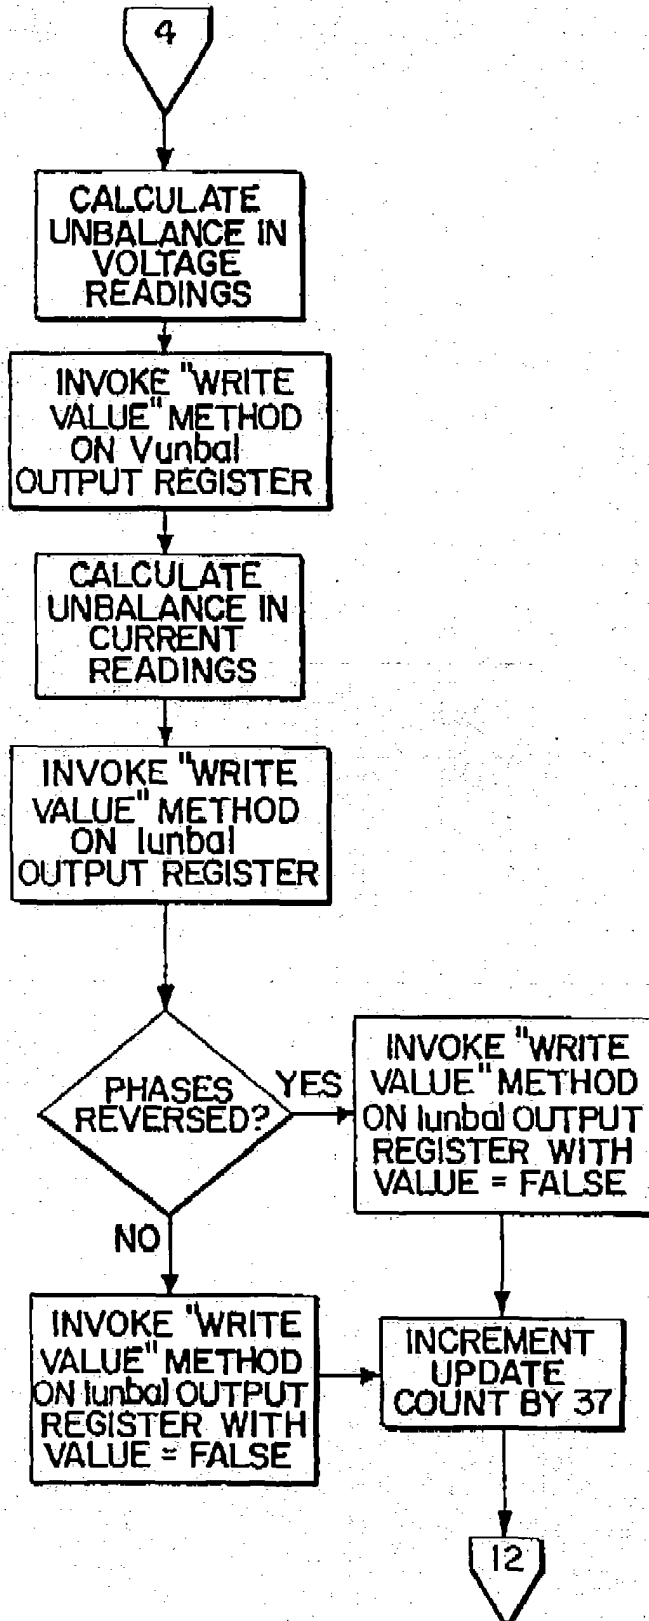 4
CALCULATE
UNBALANCE IN
VOLTAGE
READINGS
INVOKE "WRITE
VALUE" METHOD
ON Vunbal
OUTPUT REGISTER
CALCULATE
UNBALANCE IN
CURRENT
READINGS
INVOKE "WRITE
VALUE" METHOD
ON Iunbal
OUTPUT REGISTER
PHASES
REVERSED?
YES
INVOKE "WRITE
VALUE" METHOD
ON Iunbal OUTPUT
REGISTER WITH
VALUE = FALSE
NO
INVOKE "WRITE
VALUE" METHOD
ON Iunbal OUTPUT
REGISTER WITH
VALUE = FALSE
INCREMENT
UPDATE
COUNT BY 37
12